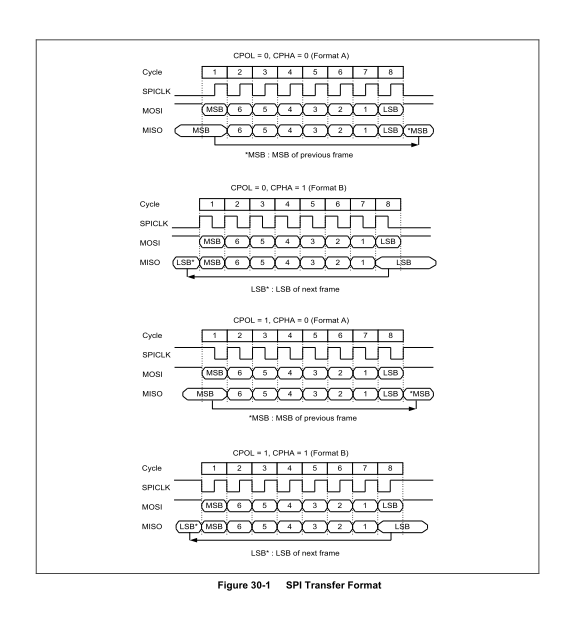 CPOL = 0, CPHA = 0 (Format A)
Cycle 1 2 3 4 5 6 7 8
SPICLK
MOSI MSB 6 5 4 3 2 1 LSB
MISO MSB 6 5 4 3 2 1 LSB *MSB
*MSB : MSB of previous frame
CPOL = 0, CPHA = 1 (Format B)
Cycle 1 2 3 4 5 6 7 8
SPICLK
MOSI MSB 6 5 4 3 2 1 LSB
MISO LSB* MSB 6 5 4 3 2 1 LSB
LSB* : LSB of next frame
CPOL = 1, CPHA = 0 (Format A)
Cycle 1 2 3 4 5 6 7 8
SPICLK
MOSI MSB 6 5 4 3 2 1 LSB
MISO MSB 6 5 4 3 2 1 LSB *MSB
*MSB : MSB of previous frame
CPOL = 1, CPHA = 1 (Format B)
Cycle 1 2 3 4 5 6 7 8
SPICLK
MOSI MSB 6 5 4 3 2 1 LSB
MISO LSB* MSB 6 5 4 3 2 1 LSB
LSB* : LSB of next frame
Figure 30-1 SPI Transfer Format